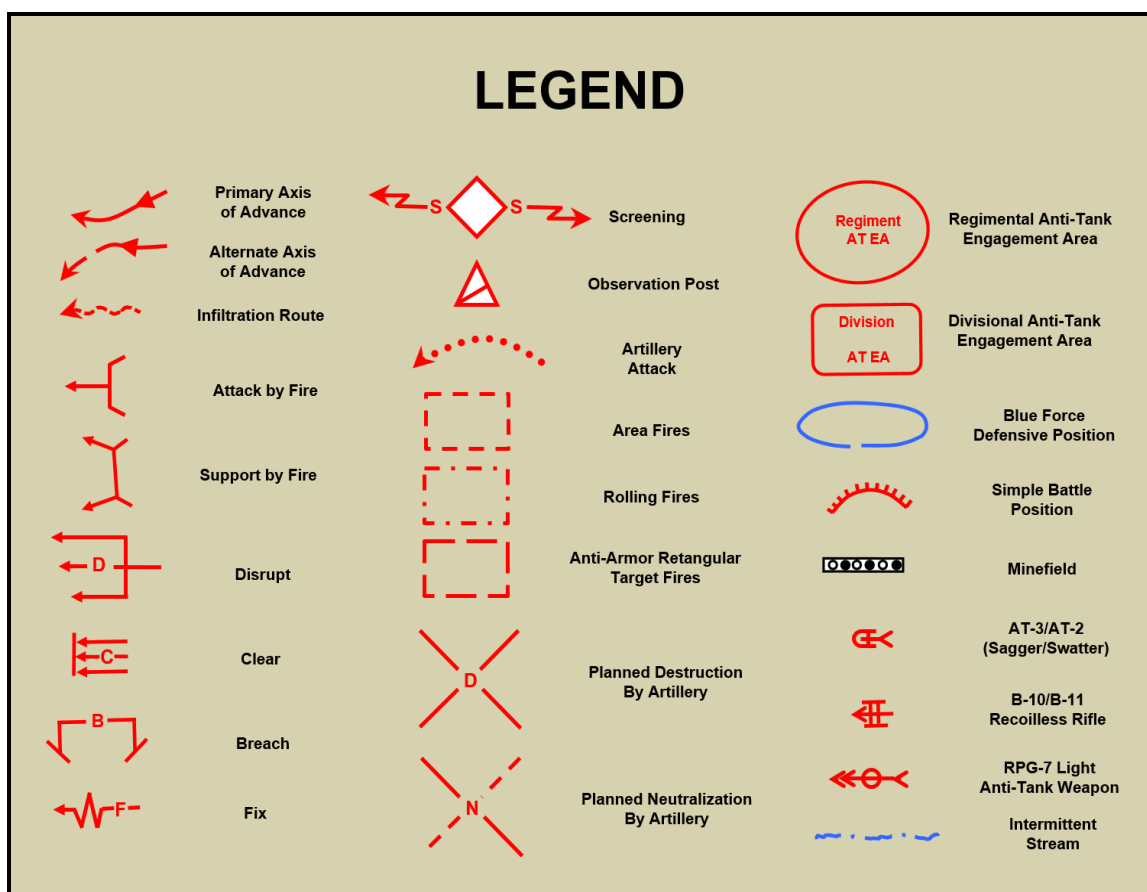 LEGEND
Primary Axis
of Advance
Alternate Axis
of Advance
Infiltration Route
Attack by Fire
Support by Fire
D
Disrupt
C
Clear
B
Breach
F
Fix
S S
Screening
Observation Post
Artillery
Attack
Area Fires
Rolling Fires
Anti-Armor Retangular
Target Fires
D
Planned Destruction
By Artillery
N
Planned Neutralization
By Artillery
Regiment
AT EA
Regimental Anti-Tank
Engagement Area
Division
AT EA
Divisional Anti-Tank
Engagement Area
Blue Force
Defensive Position
Simple Battle
Position
Minefield
AT-3/AT-2
(Sagger/Swatter)
B-10/B-11
Recoilless Rifle
RPG-7 Light
Anti-Tank Weapon
Intermittent
Stream